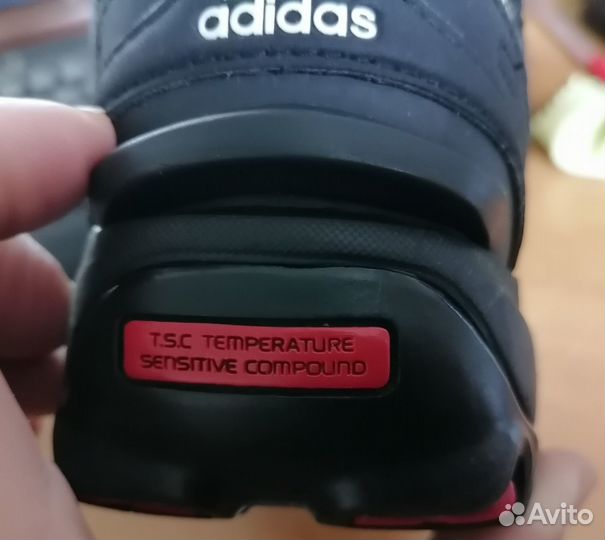 adidas
T.S.C TEMPERATURE
SENSITIVE COMPOUND
Avito